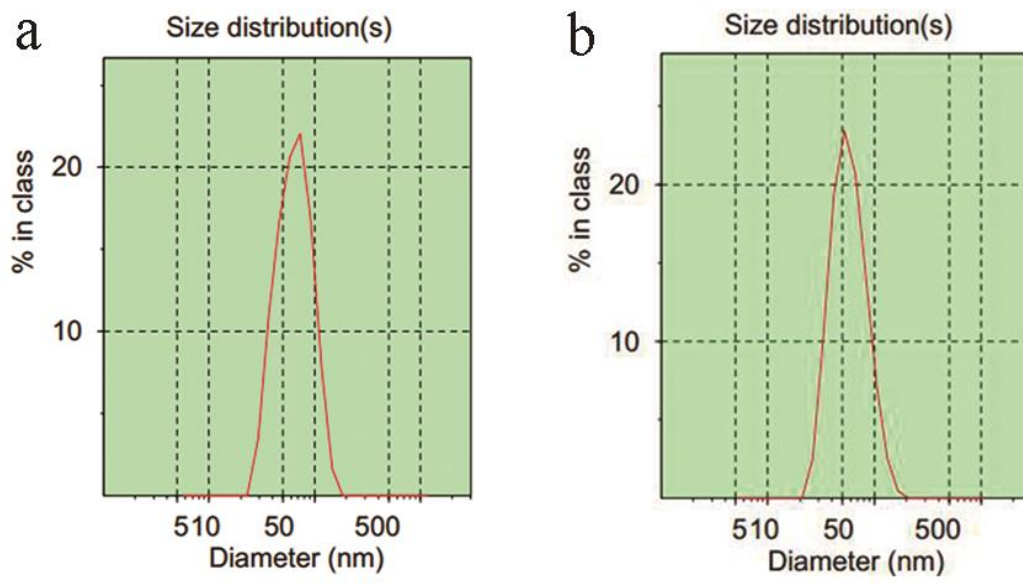 a
Size distribution(s)
% in class
20
10
510 50 500
Diameter (nm)
b
Size distribution(s)
% in class
20
10
510 50 500
Diameter (nm)